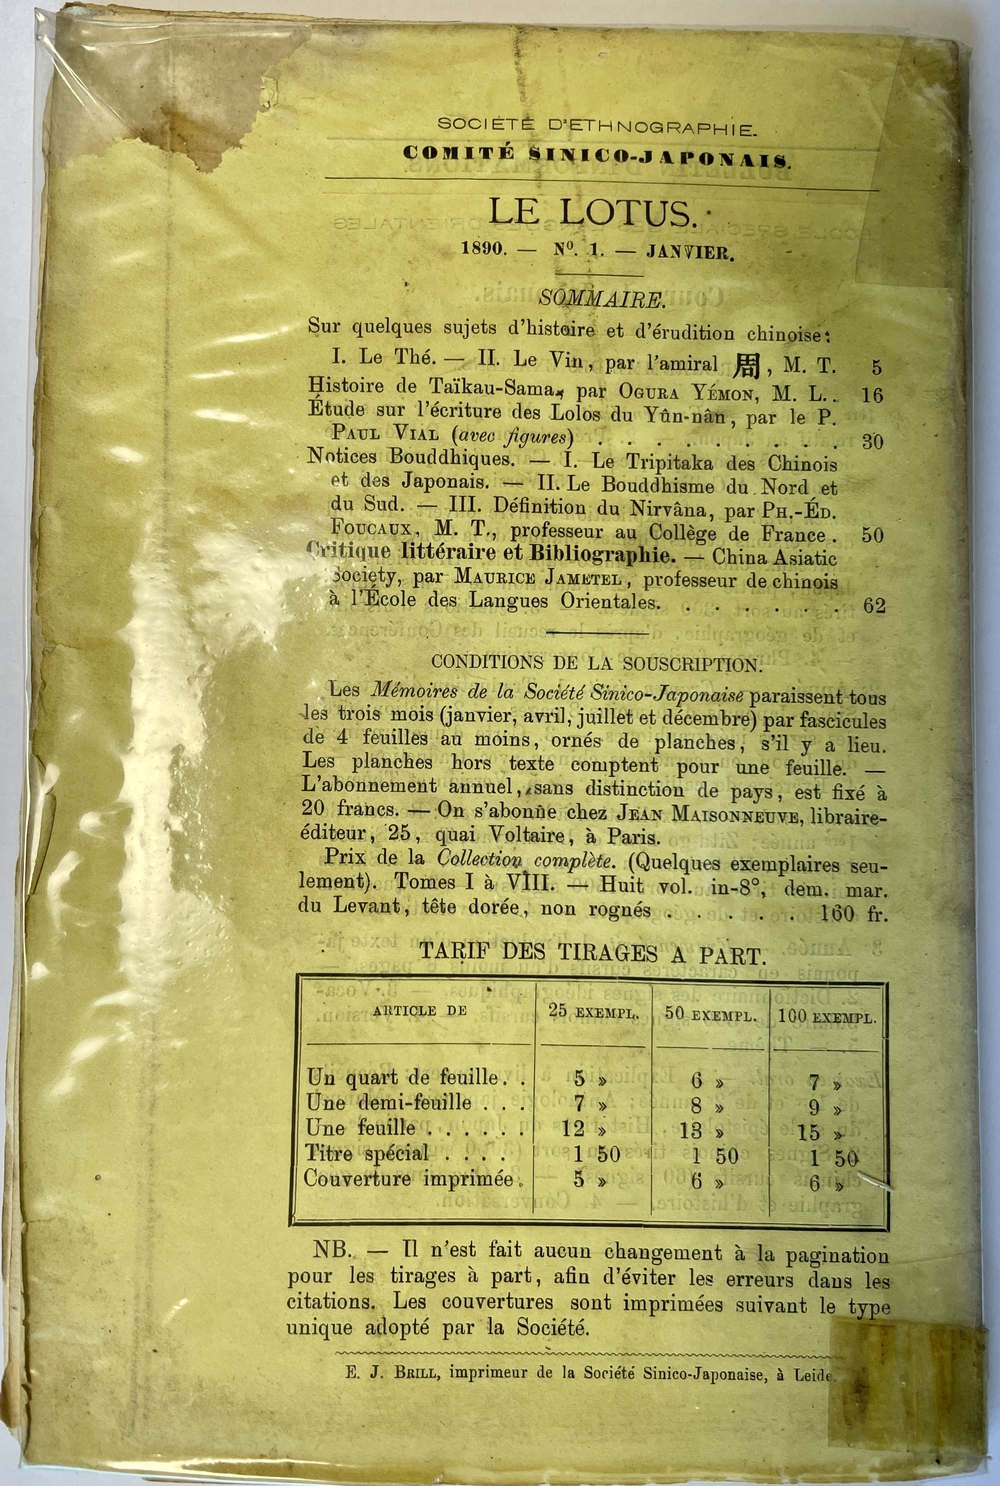 SOCIÉTÉ D'ETHNOGRAPHIE.
COMITÉ SINICO-JAPONAIS.
LE LOTUS.
1890. — Nº. 1. — JANVIER.
SOMMAIRE.
Sur quelques sujets d'histoire et d'érudition chinoise:
I. Le Thé. — II. Le Vin, par l'amiral 周, M. T. 5
Histoire de Taïkau-Sama, par OGURA YÉMON, M. L. . 16
Étude sur l'écriture des Lolos du Yûn-nân, par le P.
PAUL VIAL (avec figures) . . . . . . . . . 30
Notices Bouddhiques. — I. Le Tripitaka des Chinois
et des Japonais. — II. Le Bouddhisme du Nord et
du Sud. — III. Définition du Nirvâna, par PH.-ÉD.
FOUCAUX, M. T., professeur au Collège de France . 50
Critique littéraire et Bibliographie. — China Asiatic
Society, par MAURICE JAMETEL, professeur de chinois
à l'École des Langues Orientales. . . . . . . 62
CONDITIONS DE LA SOUSCRIPTION.
Les Mémoires de la Société Sinico-Japonaise paraissent tous
les trois mois (janvier, avril, juillet et décembre) par fascicules
de 4 feuilles au moins, ornés de planches, s'il y a lieu.
Les planches hors texte comptent pour une feuille. —
L'abonnement annuel, sans distinction de pays, est fixé à
20 francs. — On s'abonne chez JEAN MAISONNEUVE, libraire-
éditeur, 25, quai Voltaire, à Paris.
Prix de la Collection complète. (Quelques exemplaires seu-
lement). Tomes I à VIII. — Huit vol. in-8°, dem. mar.
du Levant, tête dorée, non rognés . . . . . . 160 fr.
TARIF DES TIRAGES A PART.
ARTICLE DE 25 EXEMPL. 50 EXEMPL. 100 EXEMPL.
Un quart de feuille. . 5 » 6 » 7 »
Une demi-feuille . . . 7 » 8 » 9 »
Une feuille . . . . . . 12 » 13 » 15 »
Titre spécial . . . . 1 50 1 50 1 50
Couverture imprimée. 5 » 6 » 6 »
NB. — Il n'est fait aucun changement à la pagination
pour les tirages à part, afin d'éviter les erreurs dans les
citations. Les couvertures sont imprimées suivant le type
unique adopté par la Société.
E. J. BRILL, imprimeur de la Société Sinico-Japonaise, à Leide.